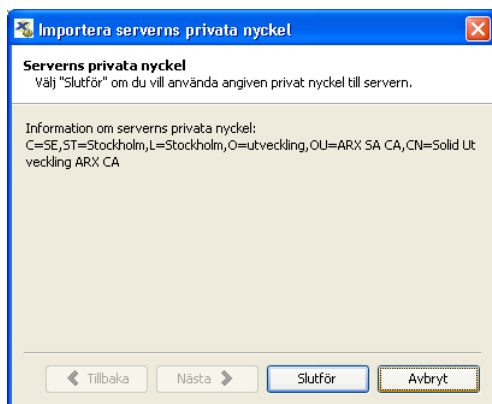 Importera serverns privata nyckel
Serverns privata nyckel
Välj "Slutför" om du vill använda angiven privat nyckel till servern.
Information om serverns privata nyckel:
C=SE,ST=Stockholm,L=Stockholm,O=utveckling,OU=ARX SA CA,CN=Solid Ut
veckling ARX CA
Tillbaka Nästa Slutför Avbryt